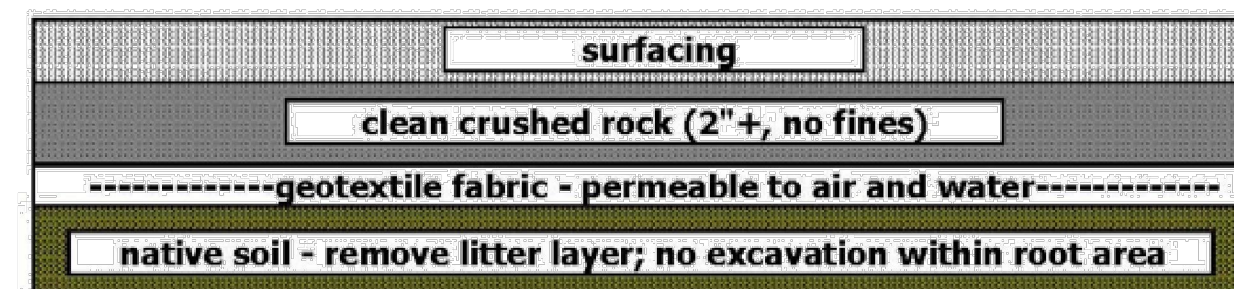 surfacing
clean crushed rock (2"+, no fines)
-------------geotextile fabric - permeable to air and water-------------
native soil - remove litter layer; no excavation within root area